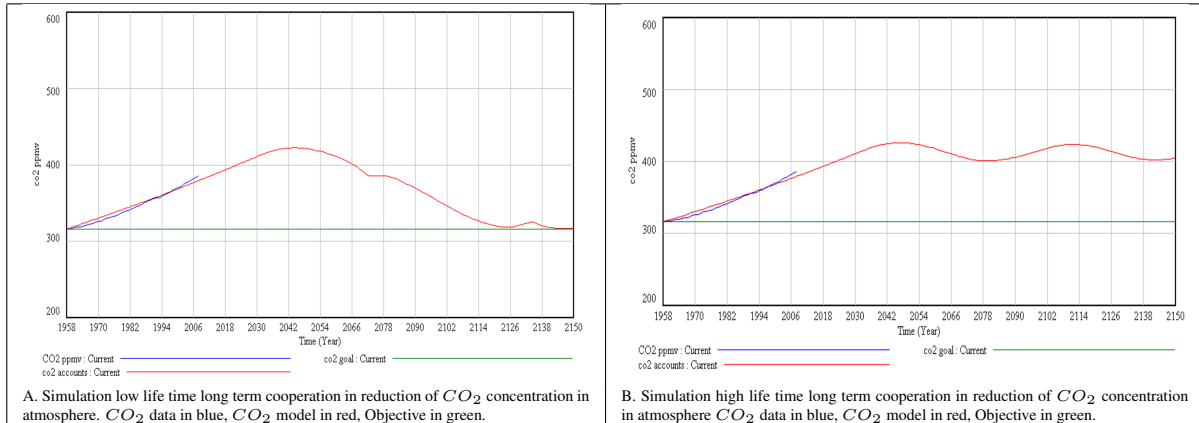 600
500
400
300
200
co2 ppmv
1958 1970 1982 1994 2006 2018 2030 2042 2054 2066 2078 2090 2102 2114 2126 2138 2150
Time (Year)
CO2 ppmv : Current
co2 goal : Current
co2 accounts : Current
A. Simulation low life time long term cooperation in reduction of CO₂ concentration in
atmosphere. CO₂ data in blue, CO₂ model in red, Objective in green.
600
500
400
300
200
co2 ppmv
1958 1970 1982 1994 2006 2018 2030 2042 2054 2066 2078 2090 2102 2114 2126 2138 2150
Time (Year)
CO2 ppmv : Current
co2 goal : Current
co2 accounts : Current
B. Simulation high life time long term cooperation in reduction of CO₂ concentration
in atmosphere CO₂ data in blue, CO₂ model in red, Objective in green.